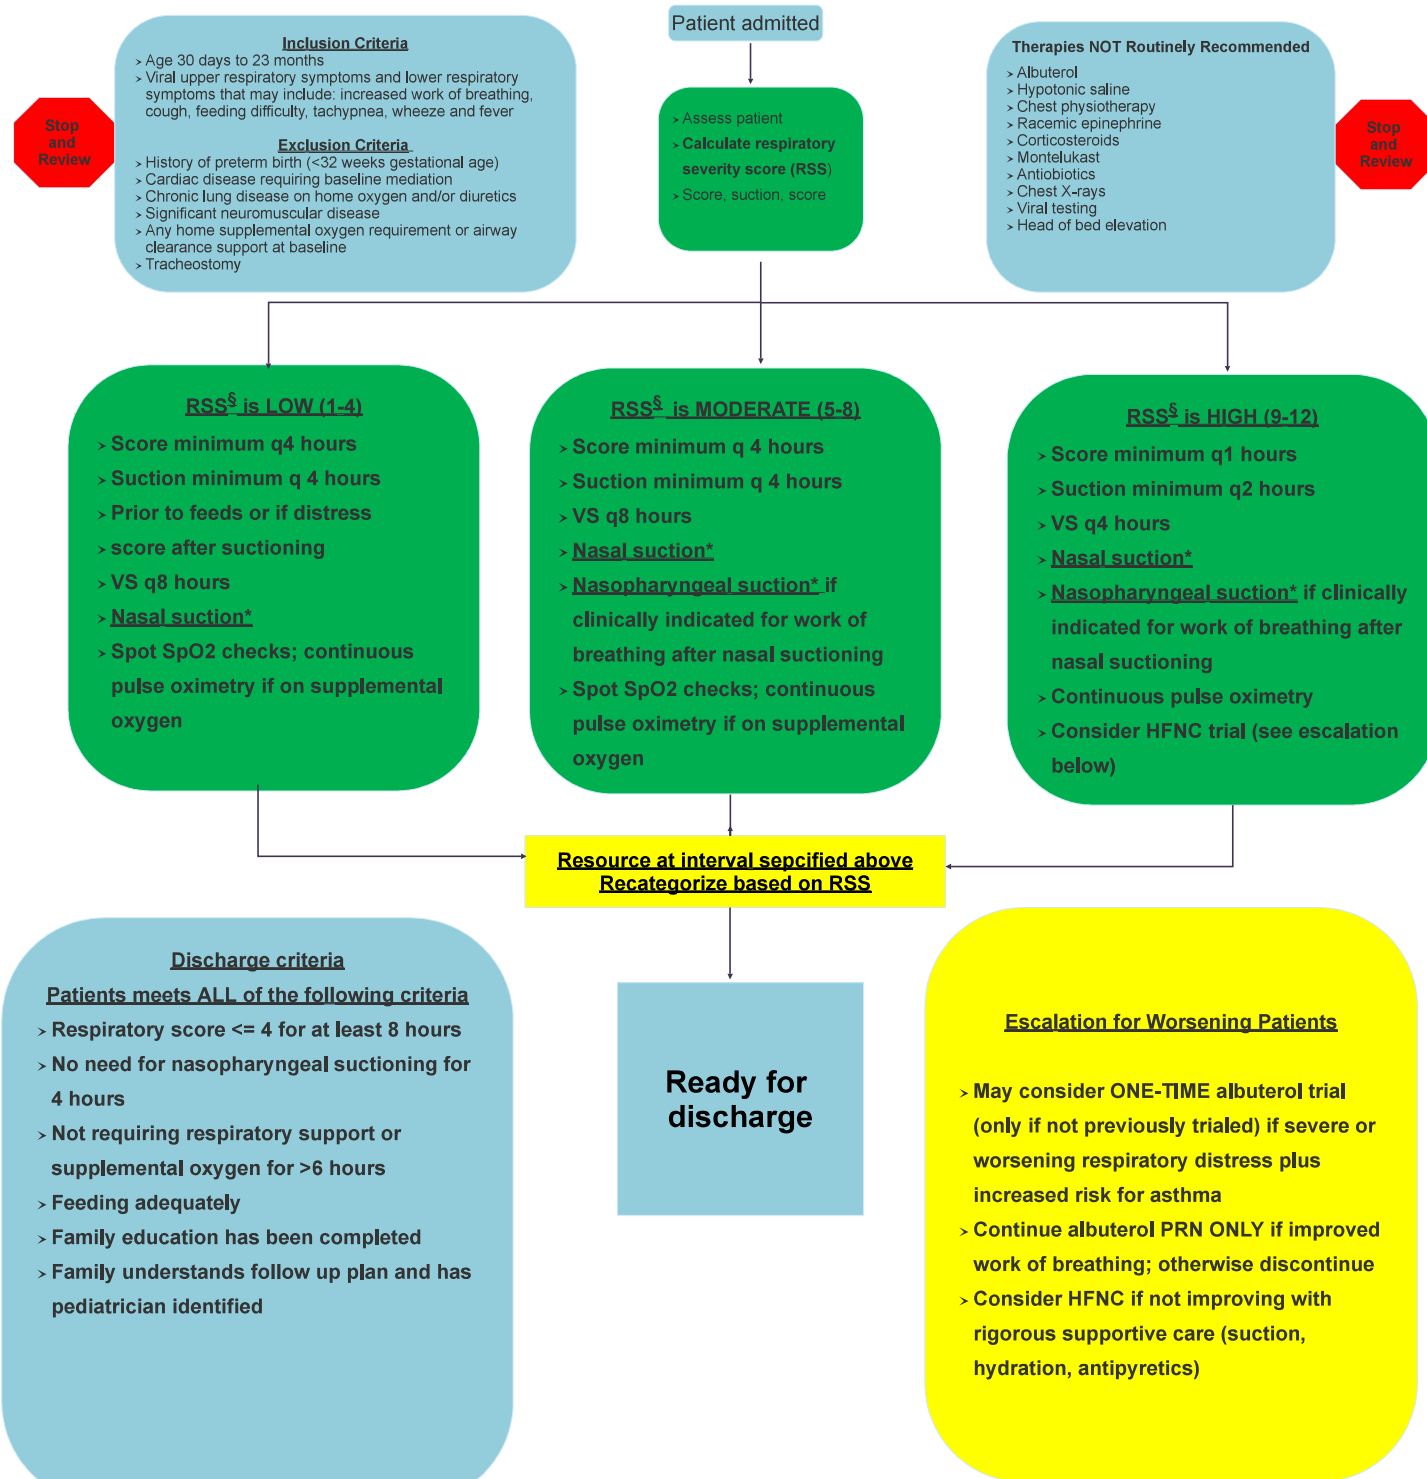 Patient admitted
Stop
and
Review
Inclusion Criteria
> Age 30 days to 23 months
> Viral upper respiratory symptoms and lower respiratory
symptoms that may include: increased work of breathing,
cough, feeding difficulty, tachypnea, wheeze and fever
Exclusion Criteria
> History of preterm birth (<32 weeks gestational age)
> Cardiac disease requiring baseline mediation
> Chronic lung disease on home oxygen and/or diuretics
> Significant neuromuscular disease
> Any home supplemental oxygen requirement or airway
clearance support at baseline
> Tracheostomy
> Assess patient
> Calculate respiratory
severity score (RSS)
> Score, suction, score
Therapies NOT Routinely Recommended
> Albuterol
> Hypotonic saline
> Chest physiotherapy
> Racemic epinephrine
> Corticosteroids
> Montelukast
> Antiobiotics
> Chest X-rays
> Viral testing
> Head of bed elevation
Stop
and
Review
RSS§ is LOW (1-4)
> Score minimum q4 hours
> Suction minimum q 4 hours
> Prior to feeds or if distress
> score after suctioning
> VS q8 hours
> Nasal suction*
> Spot SpO2 checks; continuous
pulse oximetry if on supplemental
oxygen
RSS§ is MODERATE (5-8)
> Score minimum q 4 hours
> Suction minimum q 4 hours
> VS q8 hours
> Nasal suction*
> Nasopharyngeal suction* if
clinically indicated for work of
breathing after nasal suctioning
> Spot SpO2 checks; continuous
pulse oximetry if on supplemental
oxygen
RSS§ is HIGH (9-12)
> Score minimum q1 hours
> Suction minimum q2 hours
> VS q4 hours
> Nasal suction*
> Nasopharyngeal suction* if clinically
indicated for work of breathing after
nasal suctioning
> Continuous pulse oximetry
> Consider HFNC trial (see escalation
below)
Resource at interval sepcified above
Recategorize based on RSS
Discharge criteria
Patients meets ALL of the following criteria
> Respiratory score <= 4 for at least 8 hours
> No need for nasopharyngeal suctioning for
4 hours
> Not requiring respiratory support or
supplemental oxygen for >6 hours
> Feeding adequately
> Family education has been completed
> Family understands follow up plan and has
pediatrician identified
Ready for
discharge
Escalation for Worsening Patients
> May consider ONE-TIME albuterol trial
(only if not previously trialed) if severe or
worsening respiratory distress plus
increased risk for asthma
> Continue albuterol PRN ONLY if improved
work of breathing; otherwise discontinue
> Consider HFNC if not improving with
rigorous supportive care (suction,
hydration, antipyretics)